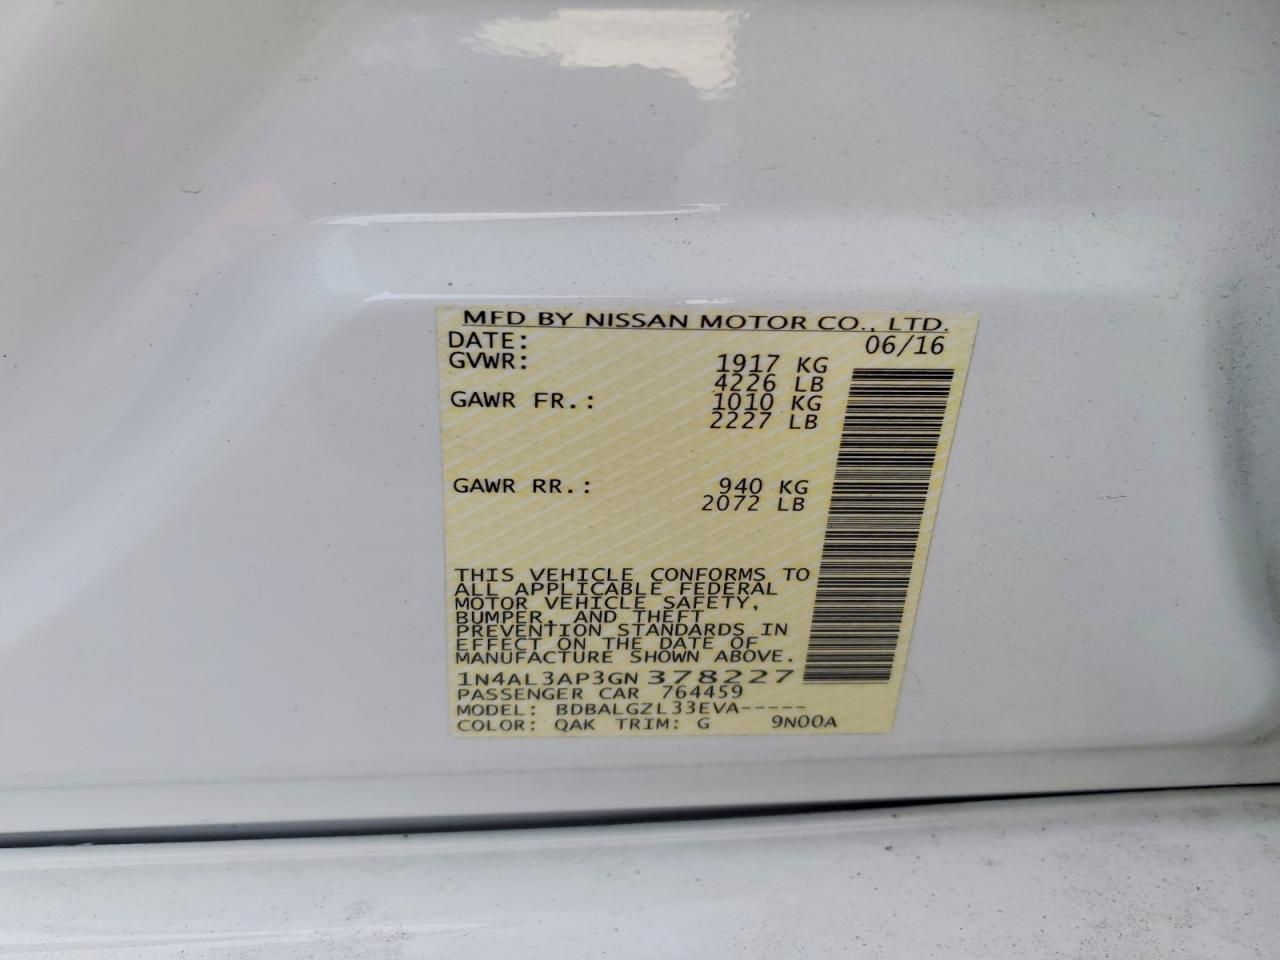 MFD BY NISSAN MOTOR CO., LTD.
DATE: 06/16
GVWR: 1917 KG
4226 LB
GAWR FR.: 1010 KG
2227 LB
GAWR RR.: 940 KG
2072 LB
THIS VEHICLE CONFORMS TO
ALL APPLICABLE FEDERAL
MOTOR VEHICLE SAFETY,
BUMPER, AND THEFT
PREVENTION STANDARDS IN
EFFECT ON THE DATE OF
MANUFACTURE SHOWN ABOVE.
1N4AL3AP3GN378227
PASSENGER CAR 764459
MODEL: BDBALGZL33EVA-----
COLOR: QAK TRIM: G 9N00A